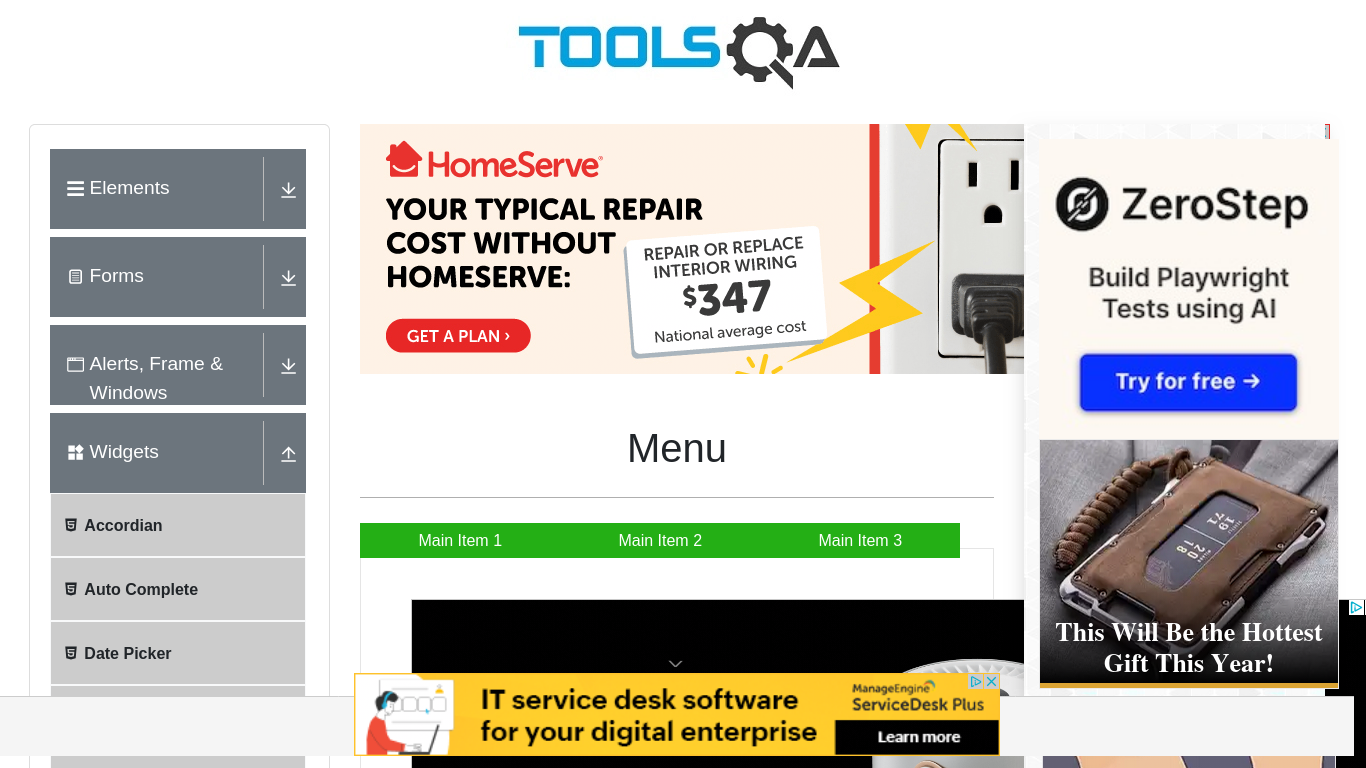 TOOLSQA
Elements
Forms
Alerts, Frame &
Windows
Widgets
Accordian
Auto Complete
Date Picker
HomeServe®
YOUR TYPICAL REPAIR
COST WITHOUT
HOMESERVE:
GET A PLAN ›
REPAIR OR REPLACE
INTERIOR WIRING
$347
National average cost
Menu
Main Item 1
Main Item 2
Main Item 3
IT service desk software
for your digital enterprise
ManageEngine
ServiceDesk Plus
Learn more
ZeroStep
Build Playwright
Tests using AI
Try for free →
This Will Be the Hottest
Gift This Year!